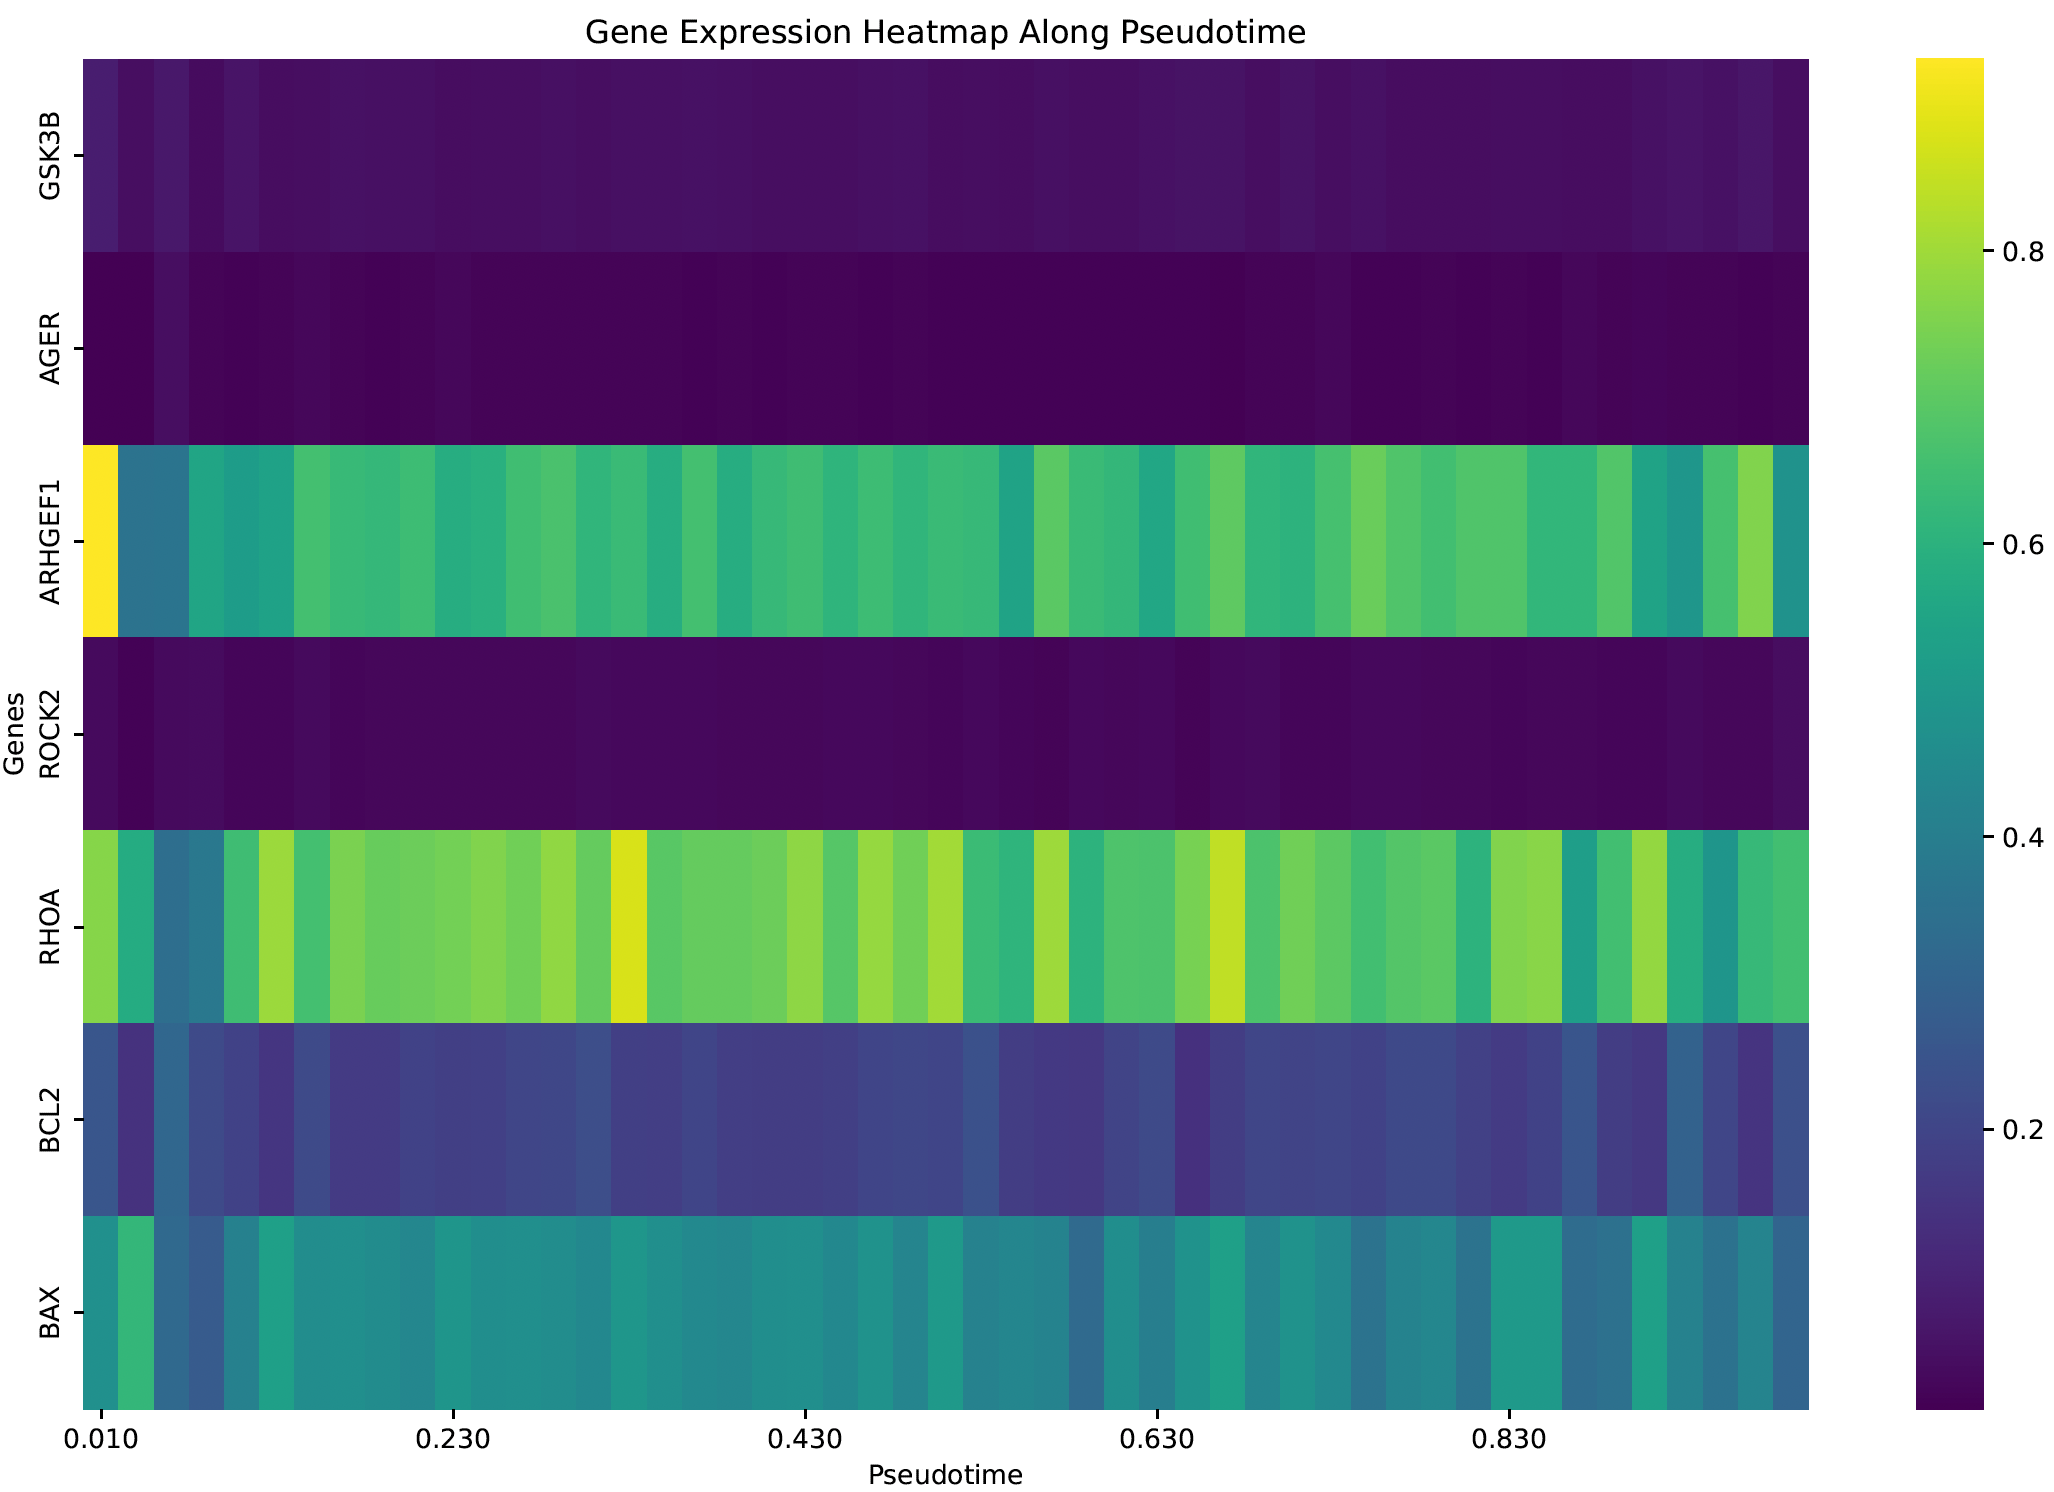 Gene Expression Heatmap Along Pseudotime
Genes
GSK3B
AGER
ARHGEF1
ROCK2
RHOA
BCL2
BAX
0.010 0.230 0.430 0.630 0.830
Pseudotime
0.8
0.6
0.4
0.2